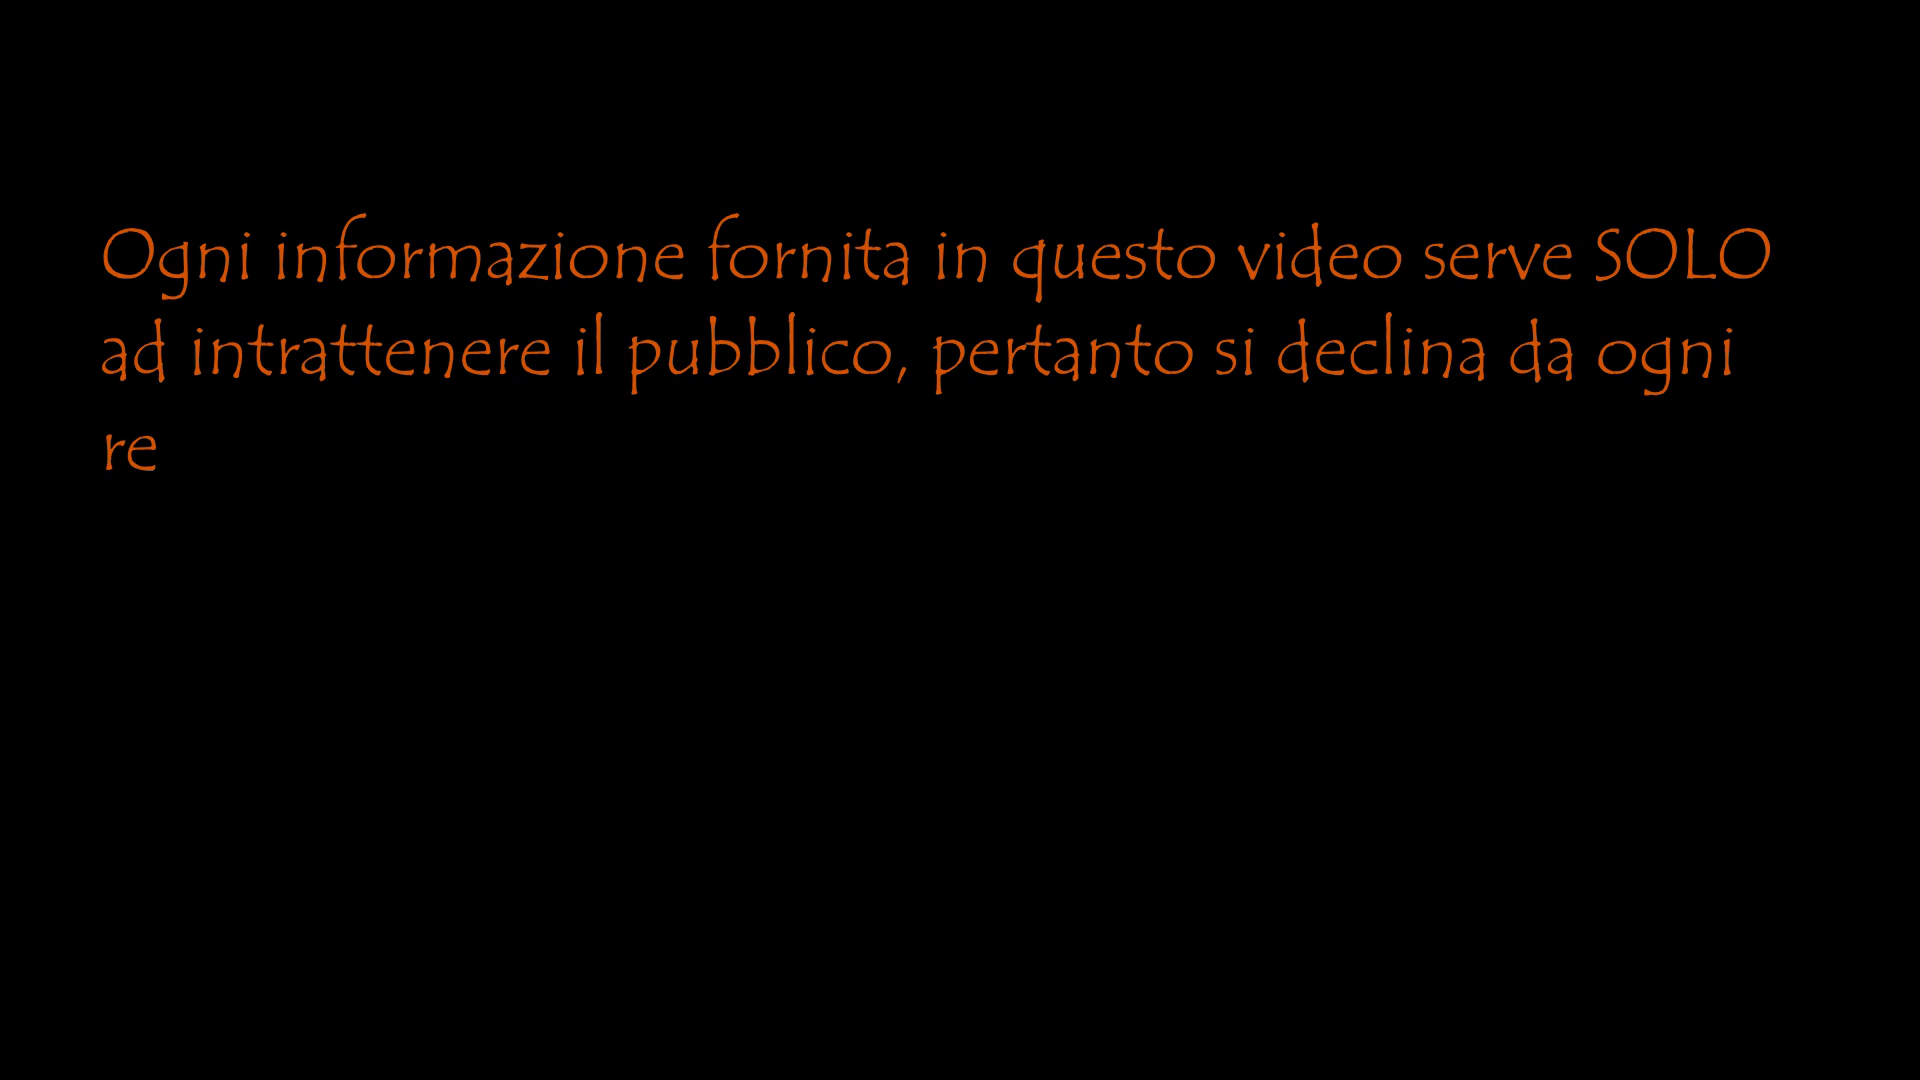 Ogni informazione fornita in questo video serve SOLO
ad intrattenere il pubblico, pertanto si declina da ogni
re